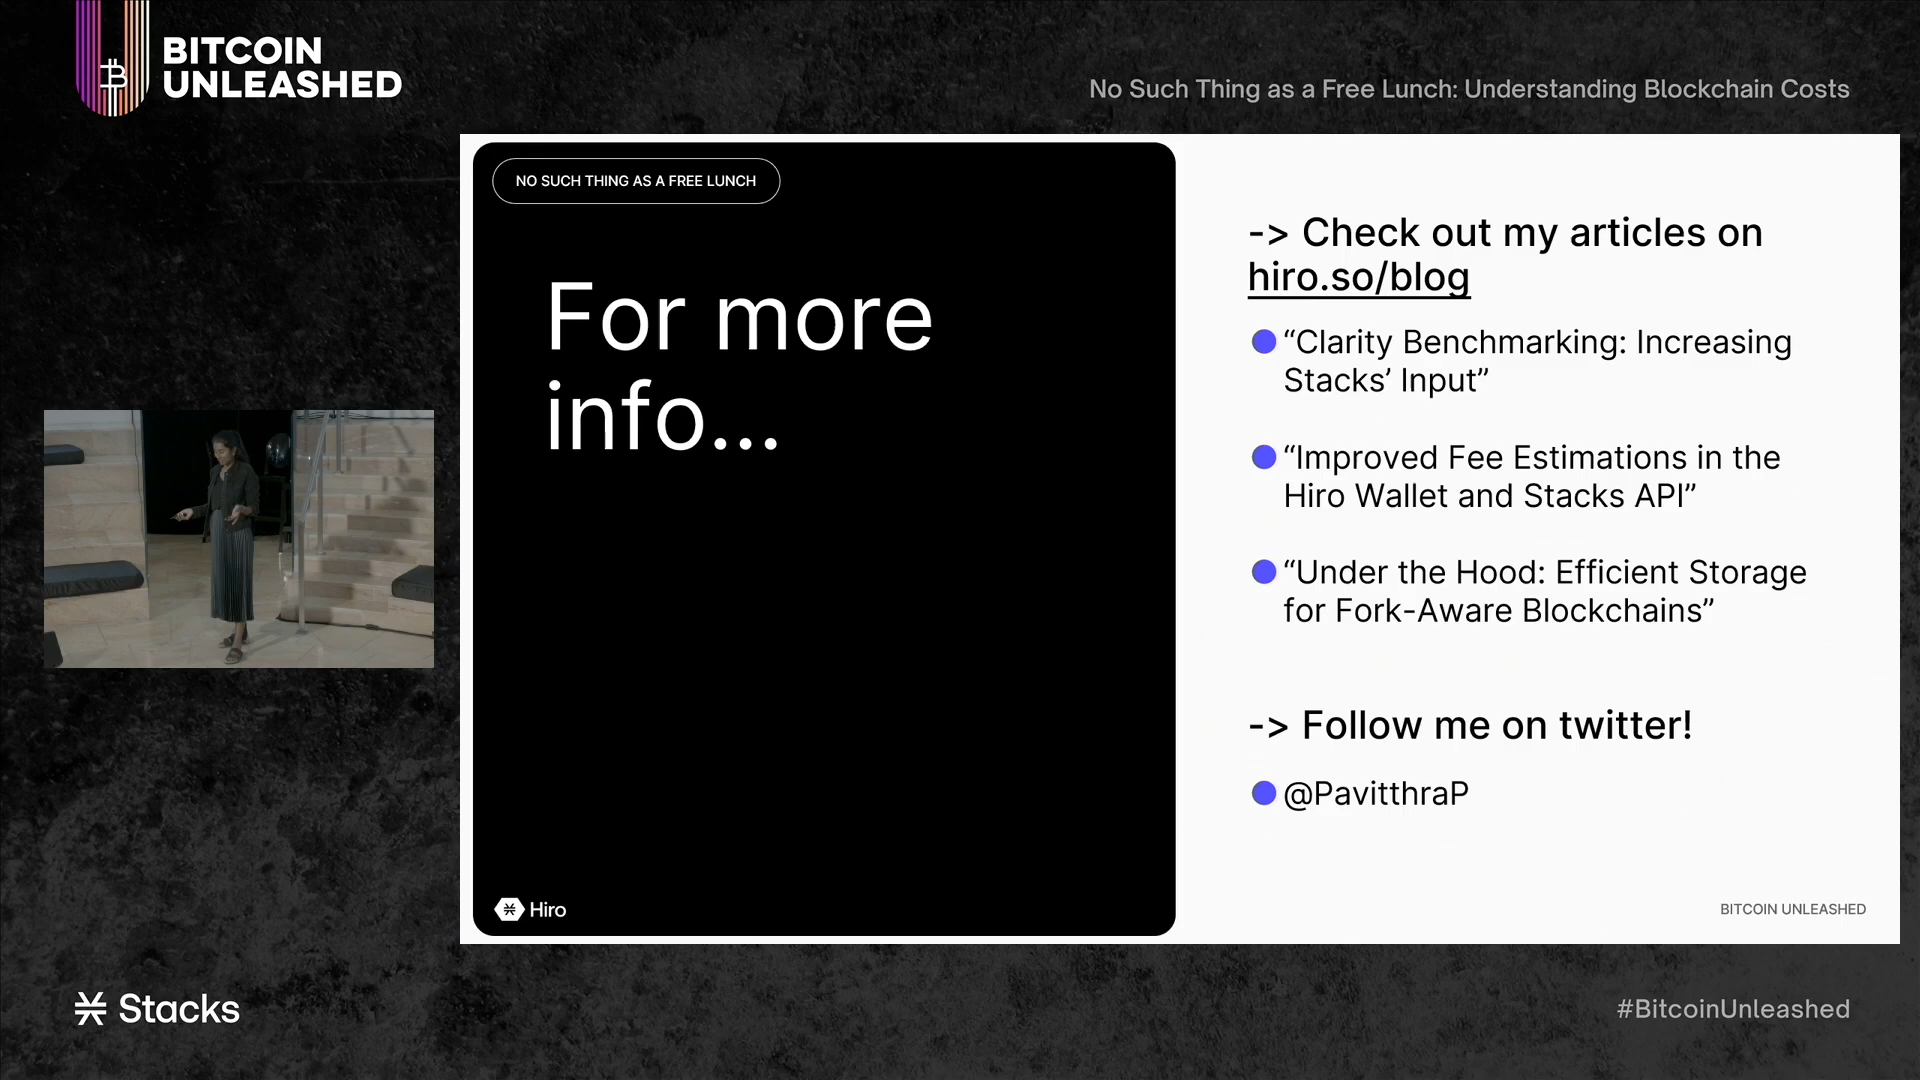 BITCOIN
UNLEASHED
No Such Thing as a Free Lunch: Understanding Blockchain Costs
NO SUCH THING AS A FREE LUNCH
For more
info...
Hiro
-> Check out my articles on
hiro.so/blog
“Clarity Benchmarking: Increasing
Stacks’ Input”
“Improved Fee Estimations in the
Hiro Wallet and Stacks API”
“Under the Hood: Efficient Storage
for Fork-Aware Blockchains”
-> Follow me on twitter!
@PavitthraP
BITCOIN UNLEASHED
Stacks
#BitcoinUnleashed